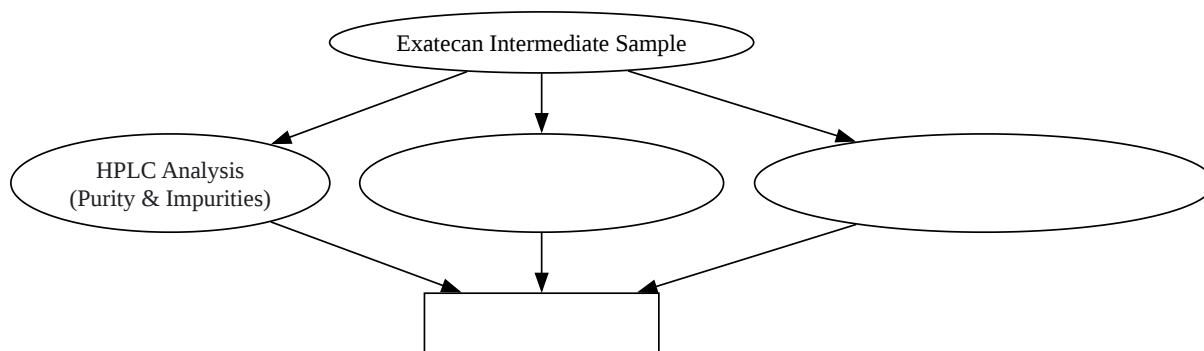 Exatecan Intermediate Sample
HPLC Analysis
(Purity & Impurities)